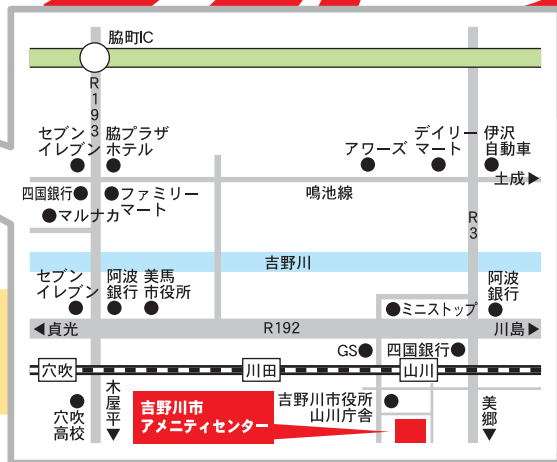 脇町IC
R193
セブン
イレブン
脇プラザ
ホテル
アワーズ
デイリー
マート
伊沢
自動車
土成▶
四国銀行
ファミリー
マート
鳴池線
マルナカ
R3
吉野川
セブン
イレブン
阿波
銀行
美馬
市役所
ミニストップ
阿波
銀行
◀貞光
R192
川島▶
GS
四国銀行
穴吹
川田
山川
穴吹
高校
木屋平▼
吉野川市
アメニティセンター
吉野川市役所
山川庁舎
美郷▼